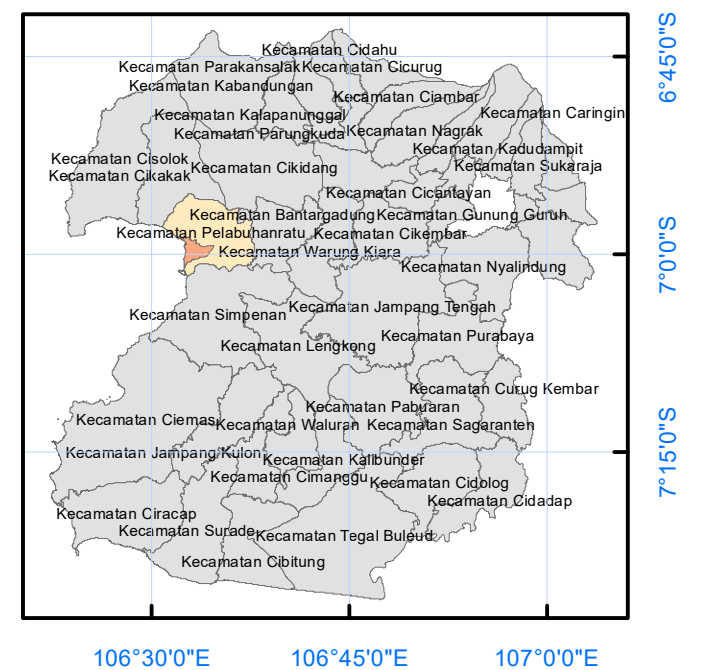 Kecamatan Cidahu
Kecamatan Parakansalak Kecamatan Cicurug
Kecamatan Kabandungan
Kecamatan Ciambar
Kecamatan Kalapanunggal Kecamatan Caringin
Kecamatan Parungkuda Kecamatan Nagrak
Kecamatan Kadudampit
Kecamatan Cisolok
Kecamatan Cikidang Kecamatan Sukaraja
Kecamatan Cikakak
Kecamatan Cicantayan
Kecamatan Bantargadung Kecamatan Gunung Guruh
Kecamatan Pelabuhanratu Kecamatan Cikembar
Kecamatan Warung Kiara
Kecamatan Nyalindung
Kecamatan Simpenan Kecamatan Jampang Tengah
Kecamatan Lengkong Kecamatan Purabaya
Kecamatan Curug Kembar
Kecamatan Pabuaran
Kecamatan Ciemas Kecamatan Waluran Kecamatan Sagaranten
Kecamatan Jampang Kulon Kecamatan Kalibunder
Kecamatan Cimanggu Kecamatan Cidolog
Kecamatan Cidadap
Kecamatan Ciracap
Kecamatan Surade Kecamatan Tegal Buleud
Kecamatan Cibitung
6°45'0"S
7°0'0"S
7°15'0"S
106°30'0"E 106°45'0"E 107°0'0"E